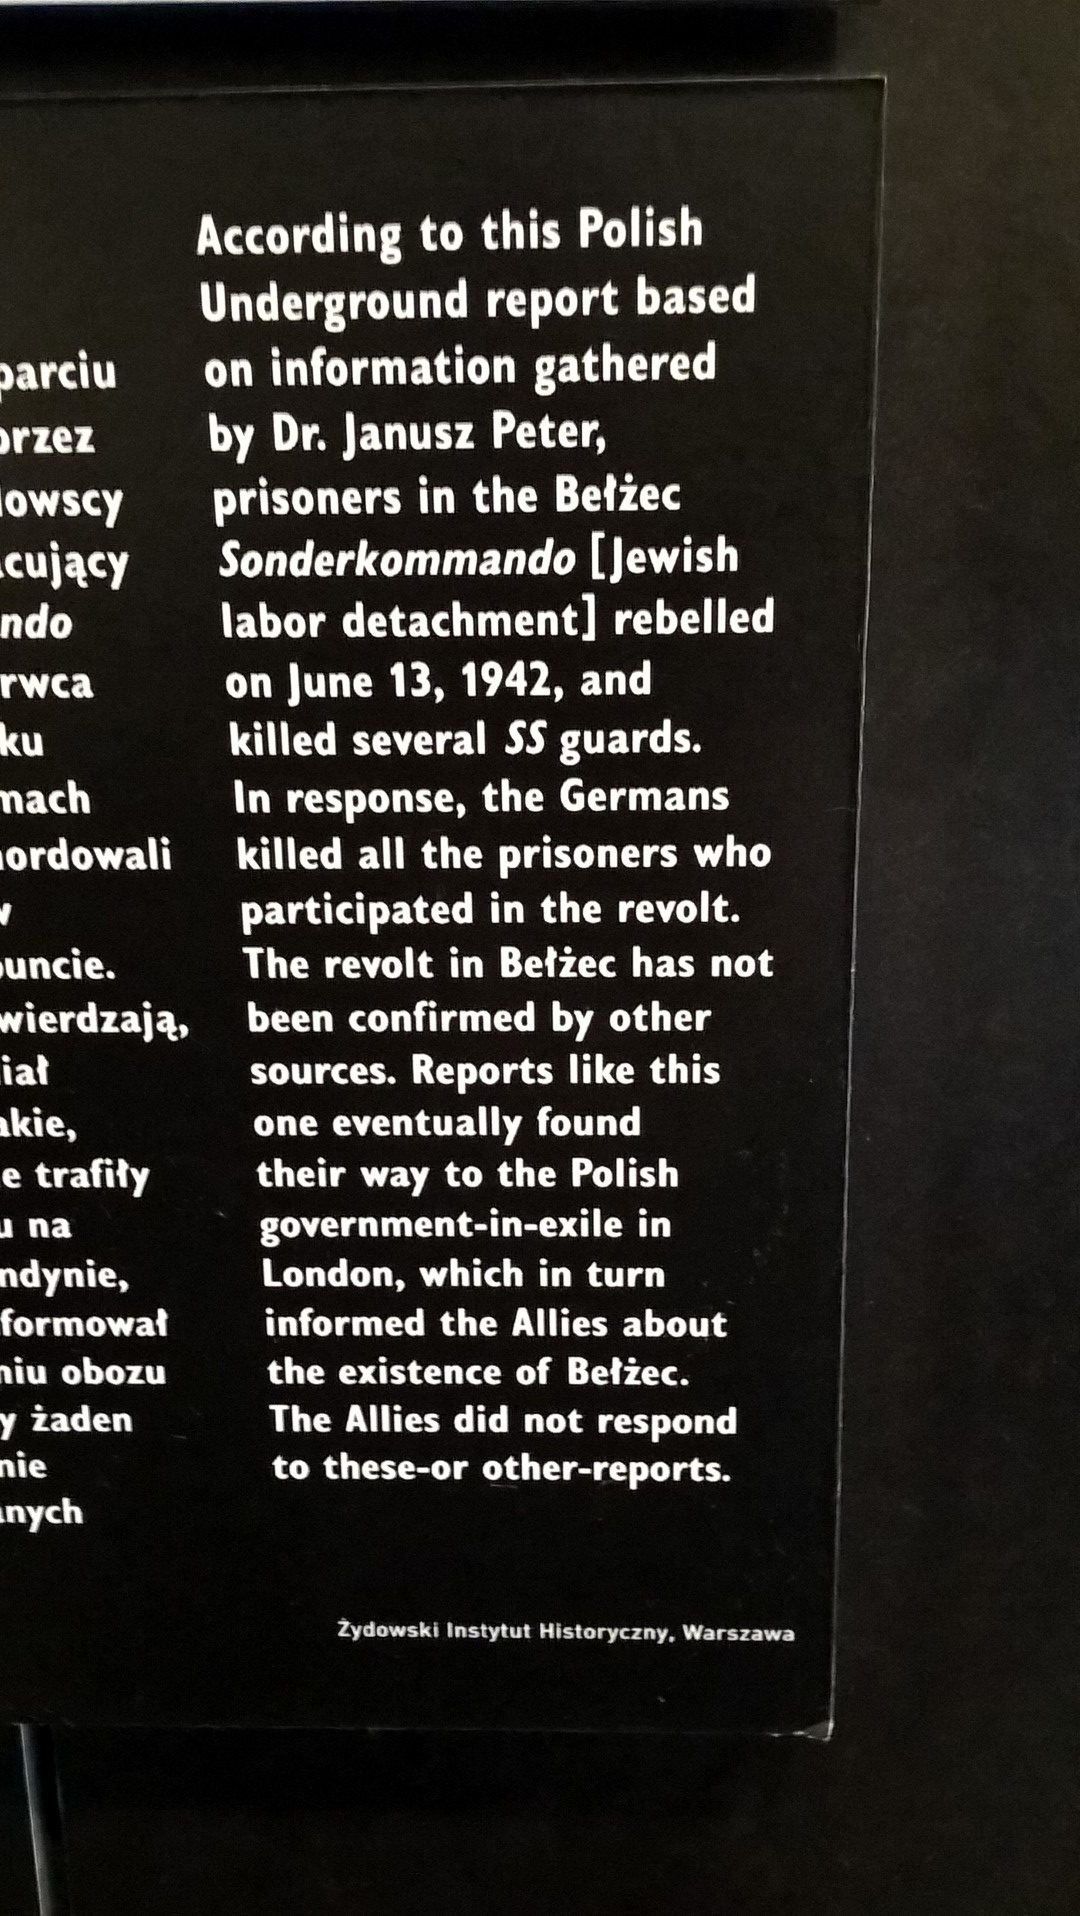 parciu
przez
owscy
cujący
ndo
rwca
ku
mach
ordowali
w
buncie.
wierdzają,
iał
akie,
e trafiły
u na
ndynie,
formował
niu obozu
y żaden
nie
nych
According to this Polish
Underground report based
on information gathered
by Dr. Janusz Peter,
prisoners in the Bełżec
Sonderkommando [Jewish
labor detachment] rebelled
on June 13, 1942, and
killed several SS guards.
In response, the Germans
killed all the prisoners who
participated in the revolt.
The revolt in Bełżec has not
been confirmed by other
sources. Reports like this
one eventually found
their way to the Polish
government-in-exile in
London, which in turn
informed the Allies about
the existence of Bełżec.
The Allies did not respond
to these-or other-reports.
Żydowski Instytut Historyczny, Warszawa